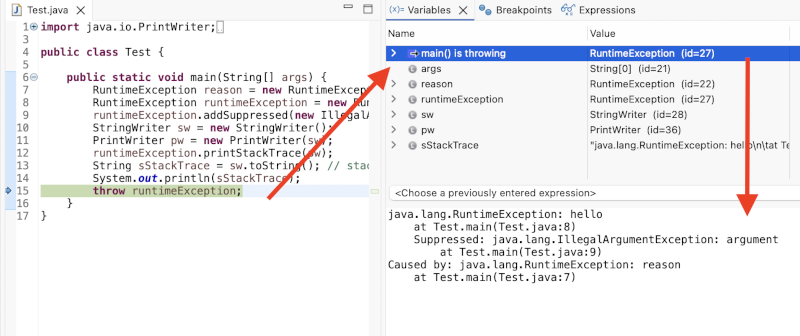 Test.java
1 import java.io.PrintWriter;
3
4 public class Test {
5
6 public static void main(String[] args) {
7 RuntimeException reason = new RuntimeExcept
8 RuntimeException runtimeException = new Ru
9 runtimeException.addSuppressed(new IllegalA
10 StringWriter sw = new StringWriter();
11 PrintWriter pw = new PrintWriter(sw);
12 runtimeException.printStackTrace(pw);
13 String sStackTrace = sw.toString(); // stac
14 System.out.println(sStackTrace);
15 throw runtimeException;
16 }
17 }
(x)= Variables Breakpoints Expressions
Name Value
main() is throwing RuntimeException (id=27)
args String[0] (id=21)
reason RuntimeException (id=22)
runtimeException RuntimeException (id=27)
sw StringWriter (id=28)
pw PrintWriter (id=36)
sStackTrace "java.lang.RuntimeException: hello\n\tat Te
<Choose a previously entered expression>
java.lang.RuntimeException: hello
at Test.main(Test.java:8)
Suppressed: java.lang.IllegalArgumentException: argument
at Test.main(Test.java:9)
Caused by: java.lang.RuntimeException: reason
at Test.main(Test.java:7)